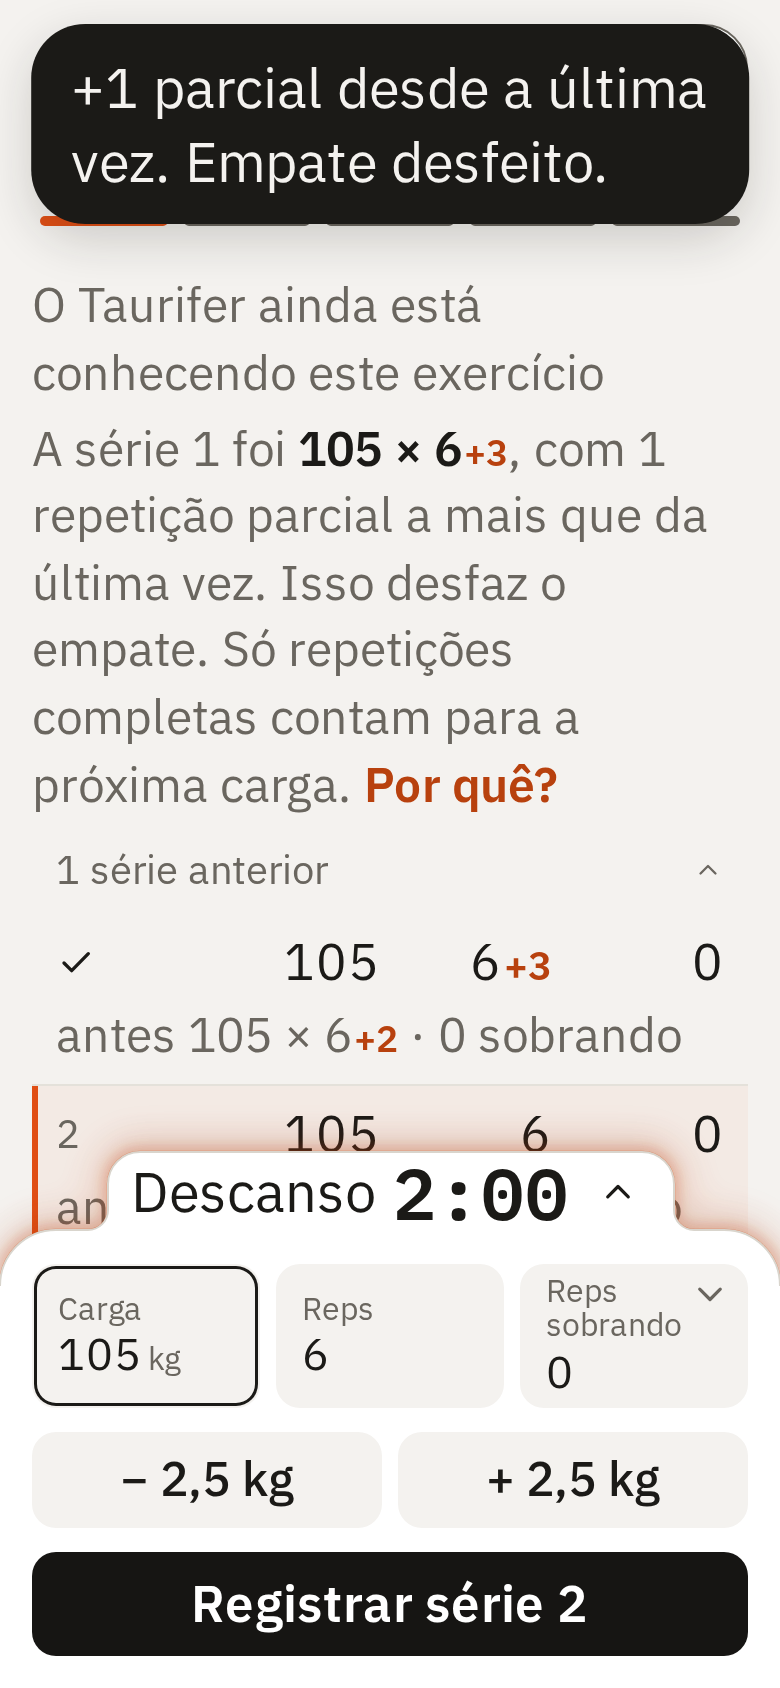 +1 parcial desde a última
vez. Empate desfeito.
O Taurifer ainda está
conhecendo este exercício
A série 1 foi 105 × 6+3, com 1
repetição parcial a mais que da
última vez. Isso desfaz o
empate. Só repetições
completas contam para a
próxima carga. Por quê?
1 série anterior
105 6+3 0
antes 105 × 6+2 · 0 sobrando
2 105 6 0
Descanso 2:00
Carga
105 kg
Reps
6
Reps
sobrando
0
− 2,5 kg
+ 2,5 kg
Registrar série 2